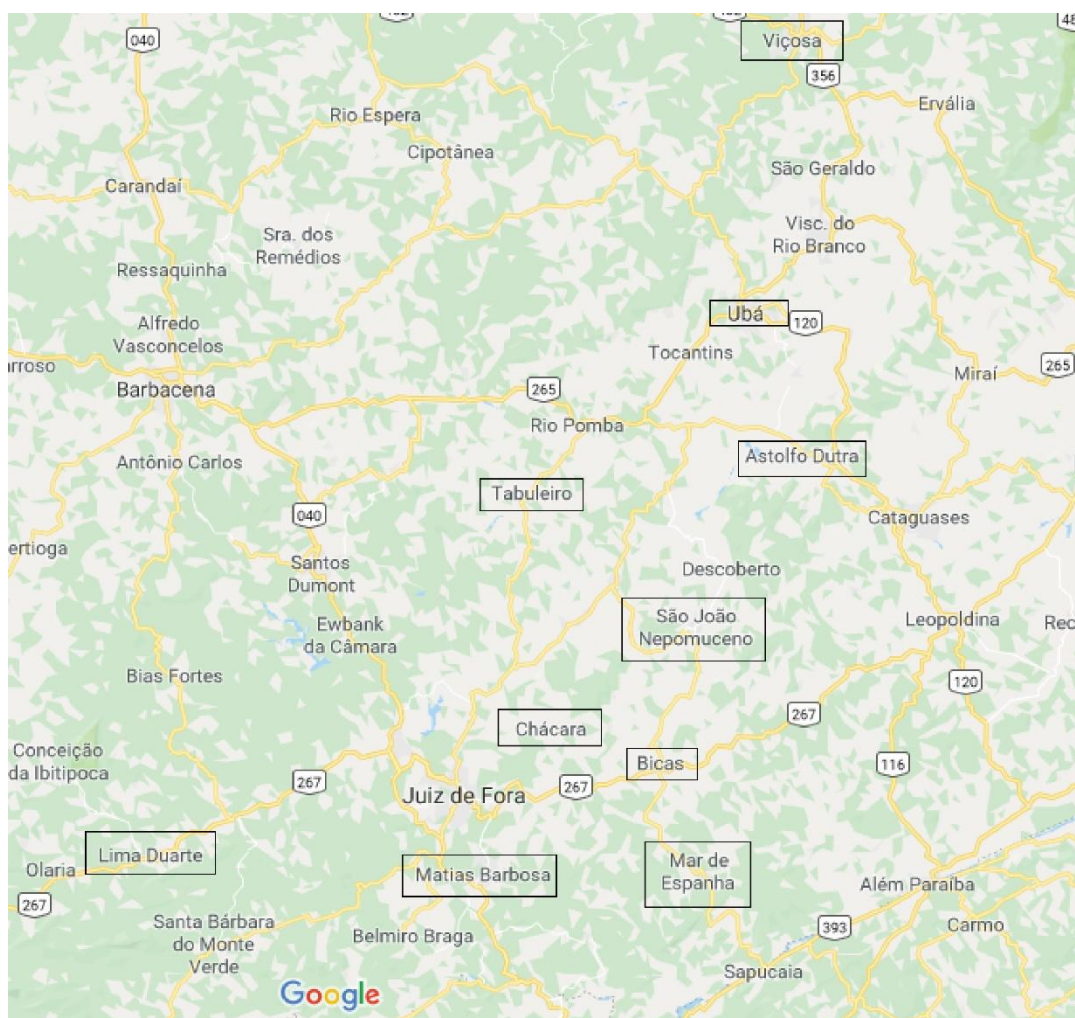 040
Viçosa
356
Ervália
Rio Espera
Cipotânea
São Geraldo
Carandaí
Visc. do
Rio Branco
Sra. dos
Remédios
Ressaquinha
Ubá
120
Alfredo
Vasconcelos
Tocantins
arroso
265
Miraí
Barbacena
265
Rio Pomba
Astolfo Dutra
Antônio Carlos
Tabuleiro
040
Cataguases
ertioga
Santos
Dumont
Descoberto
São João
Nepomuceno
Leopoldina
Rec
Ewbank
da Câmara
Bias Fortes
120
267
Chácara
Conceição
da Ibitipoca
Bicas
116
267
267
Juiz de Fora
Lima Duarte
Mar de
Espanha
Olaria
Matias Barbosa
Além Paraíba
267
Santa Bárbara
do Monte
Verde
Belmiro Braga
393
Carmo
Sapucaia
Google